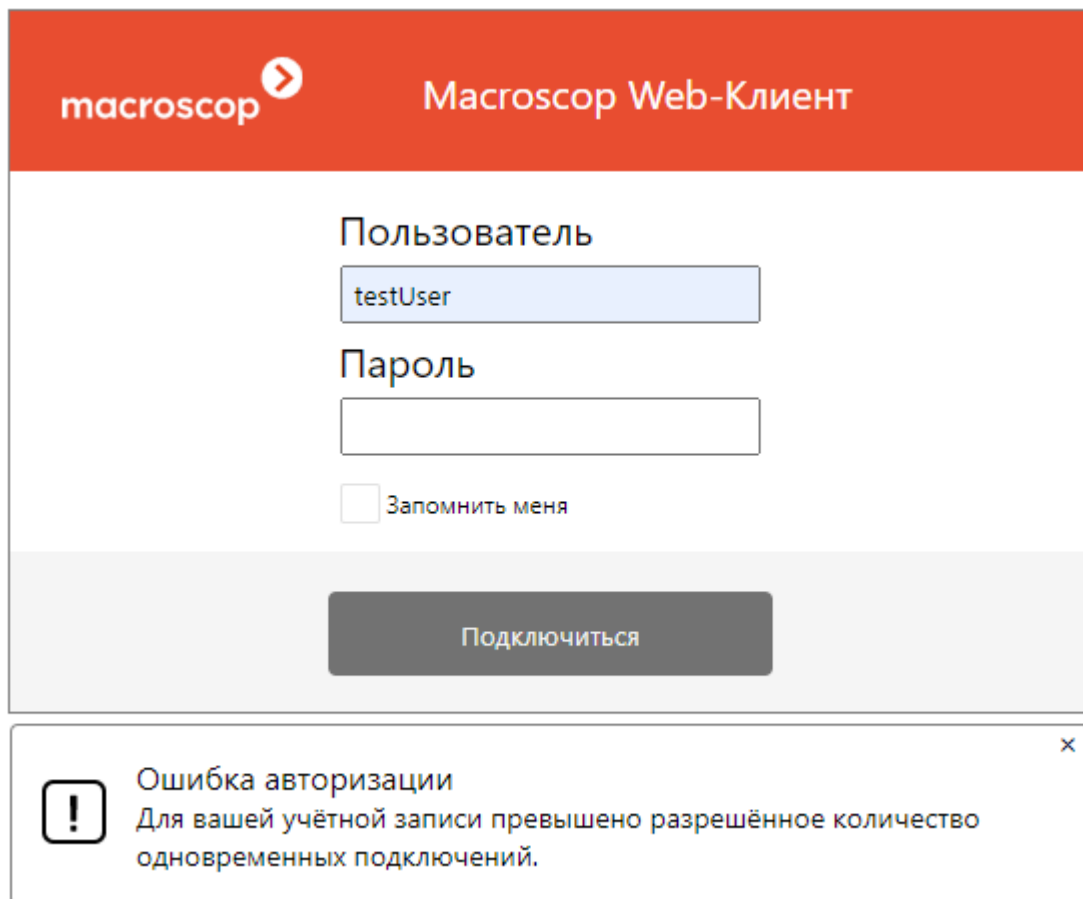 macroscop
Macroscop Web-Клиент
Пользователь
testUser
Пароль
Запомнить меня
Подключиться
Ошибка авторизации
Для вашей учётной записи превышено разрешённое количество
одновременных подключений.